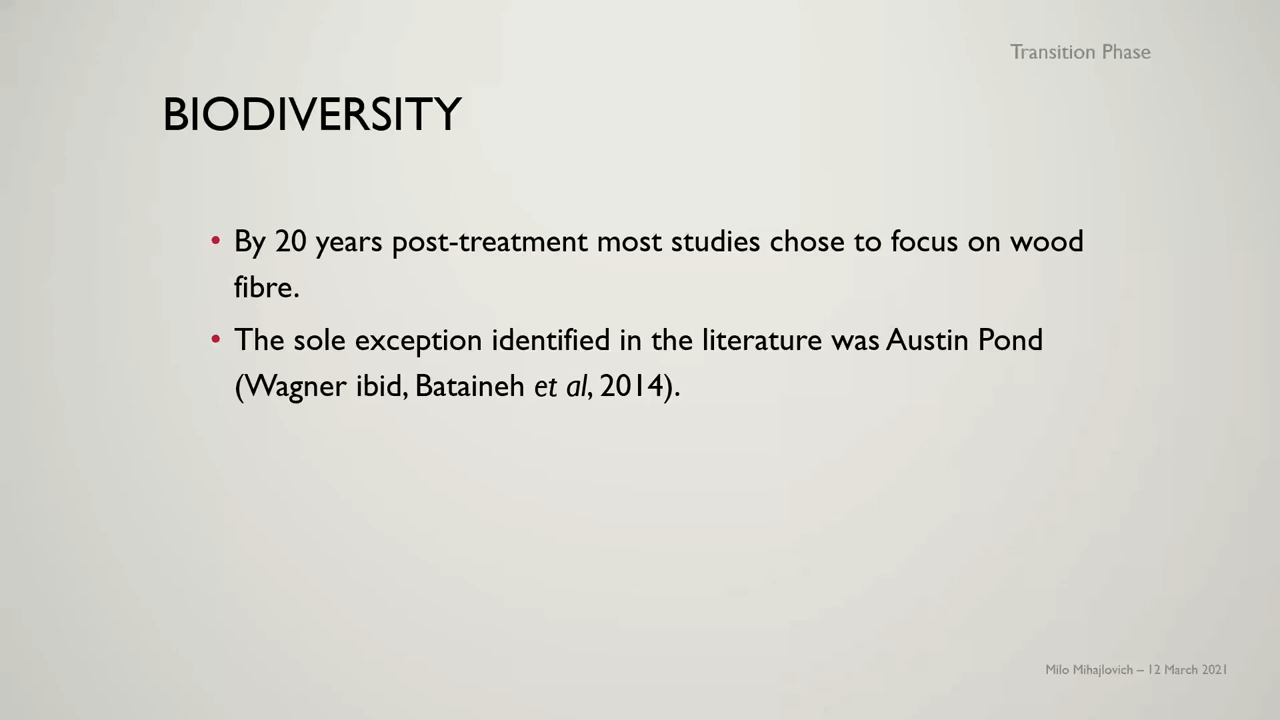 Transition Phase
BIODIVERSITY
• By 20 years post-treatment most studies chose to focus on wood
fibre.
• The sole exception identified in the literature was Austin Pond
(Wagner ibid, Bataineh et al, 2014).
Milo Mihajlovich – 12 March 2021